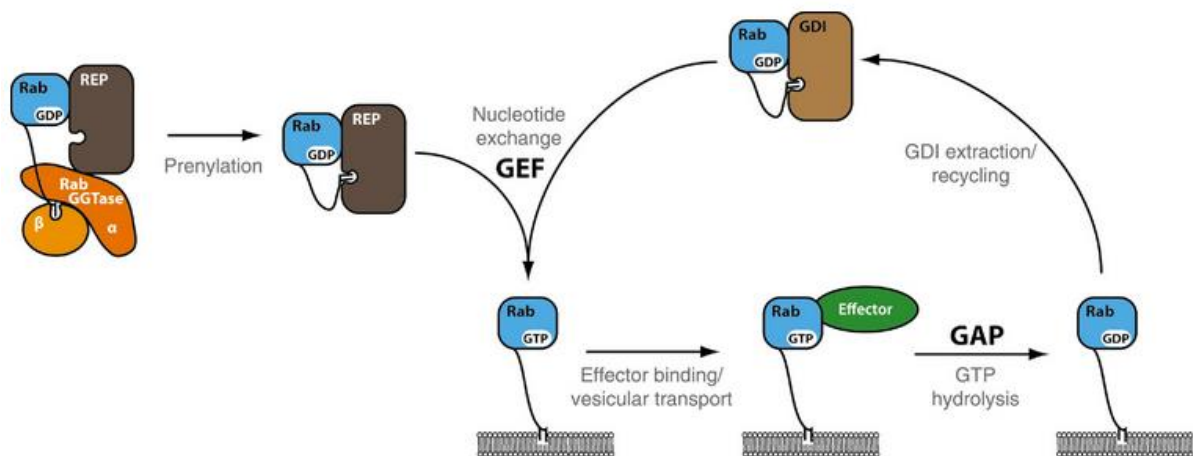 Rab
GDP
REP
Rab
GGTase
β
α
Prenylation
Rab
GDP
REP
Nucleotide
exchange
GEF
Rab
GDP
GDI
GDI extraction/
recycling
Rab
GTP
Effector binding/
vesicular transport
Rab
GTP
Effector
GAP
GTP
hydrolysis
Rab
GDP